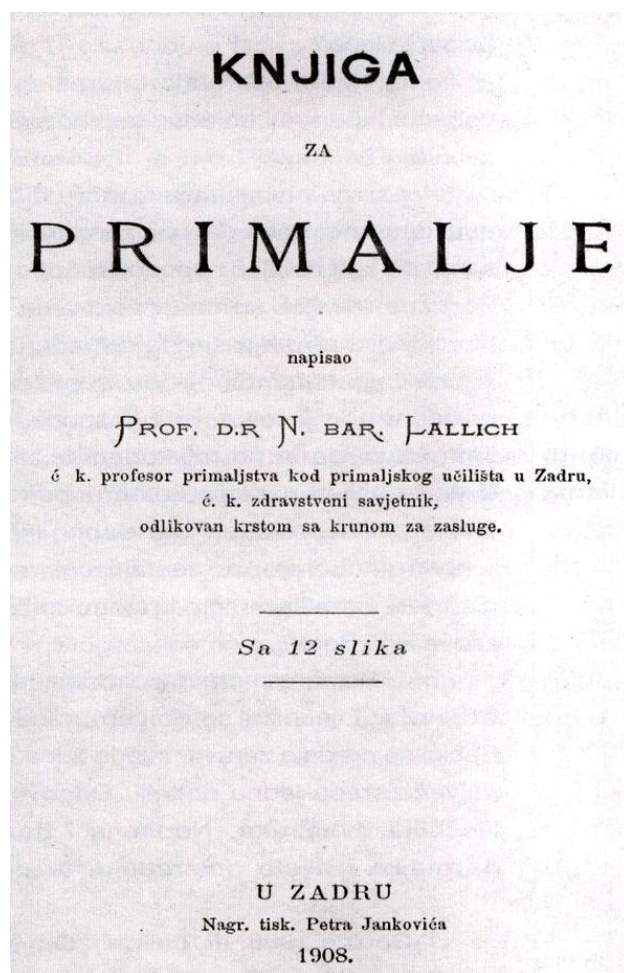 KNJIGA
ZA
PRIMALJE
napisao
PROF. D.R N. BAR. LALLICH
ć k. profesor primaljstva kod primaljskog učilišta u Zadru,
ć. k. zdravstveni savjetnik,
odlikovan krstom sa krunom za zasluge.
Sa 12 slika
U ZADRU
Nagr. tisk. Petra Jankovića
1908.